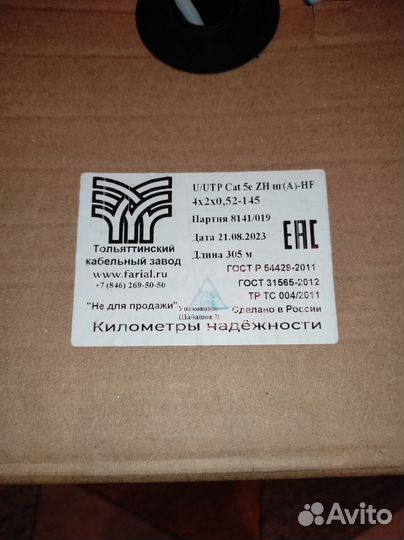 U/UTP Cat 5e ZH нг(А)-HF
4x2x0,52-145
Партия 8141/019
Дата 21.08.2023
Длина 305 м
EAC
Тольяттинский
кабельный завод
www.farial.ru
+7 (846) 269-50-50
ГОСТ Р 54429-2011
ГОСТ 31565-2012
ТР ТС 004/2011
"Не для продажи"
Сделано в России
Километры надёжности
Avito